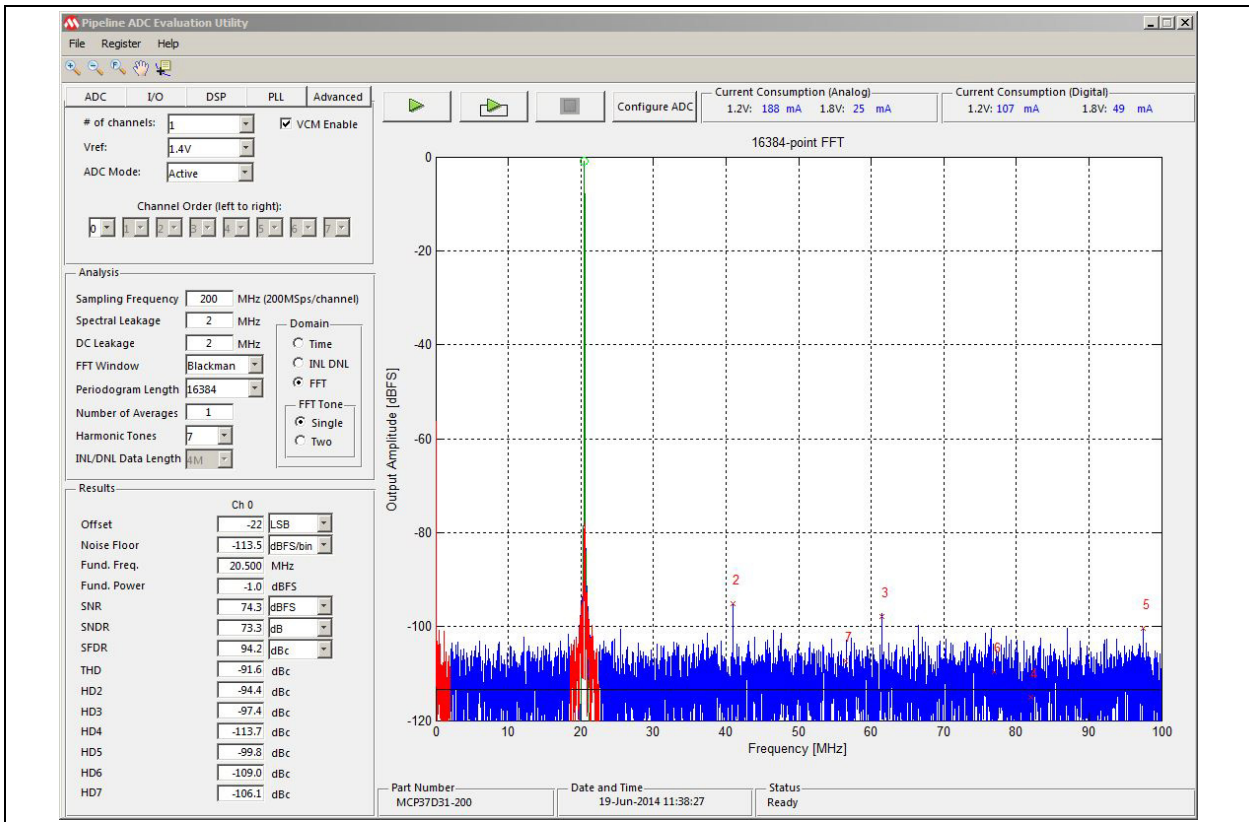 Pipeline ADC Evaluation Utility
File Register Help
ADC I/O DSP PLL Advanced
# of channels: 1 VCM Enable
Vref: 1.4V
ADC Mode: Active
Channel Order (left to right):
0 1 2 3 4 5 6 7
Configure ADC
Current Consumption (Analog)
1.2V: 188 mA 1.8V: 25 mA
Current Consumption (Digital)
1.2V: 107 mA 1.8V: 49 mA
Analysis
Sampling Frequency 200 MHz (200MSps/channel)
Spectral Leakage 2 MHz
DC Leakage 2 MHz
FFT Window Blackman
Periodogram Length 16384
Number of Averages 1
Harmonic Tones 7
INL/DNL Data Length 4M
Domain
Time
INL DNL
FFT
FFT Tone
Single
Two
Results
Ch 0
Offset -22 LSB
Noise Floor -113.5 dBFS/bin
Fund. Freq. 20.500 MHz
Fund. Power -1.0 dBFS
SNR 74.3 dBFS
SNDR 73.3 dB
SFDR 94.2 dBc
THD -91.6 dBc
HD2 -94.4 dBc
HD3 -97.4 dBc
HD4 -113.7 dBc
HD5 -99.8 dBc
HD6 -109.0 dBc
HD7 -106.1 dBc
16384-point FFT
Output Amplitude [dBFS]
0
-20
-40
-60
-80
-100
-120
2
3
5
7
6
4
0 10 20 30 40 50 60 70 80 90 100
Frequency [MHz]
Part Number
MCP37D31-200
Date and Time
19-Jun-2014 11:38:27
Status
Ready